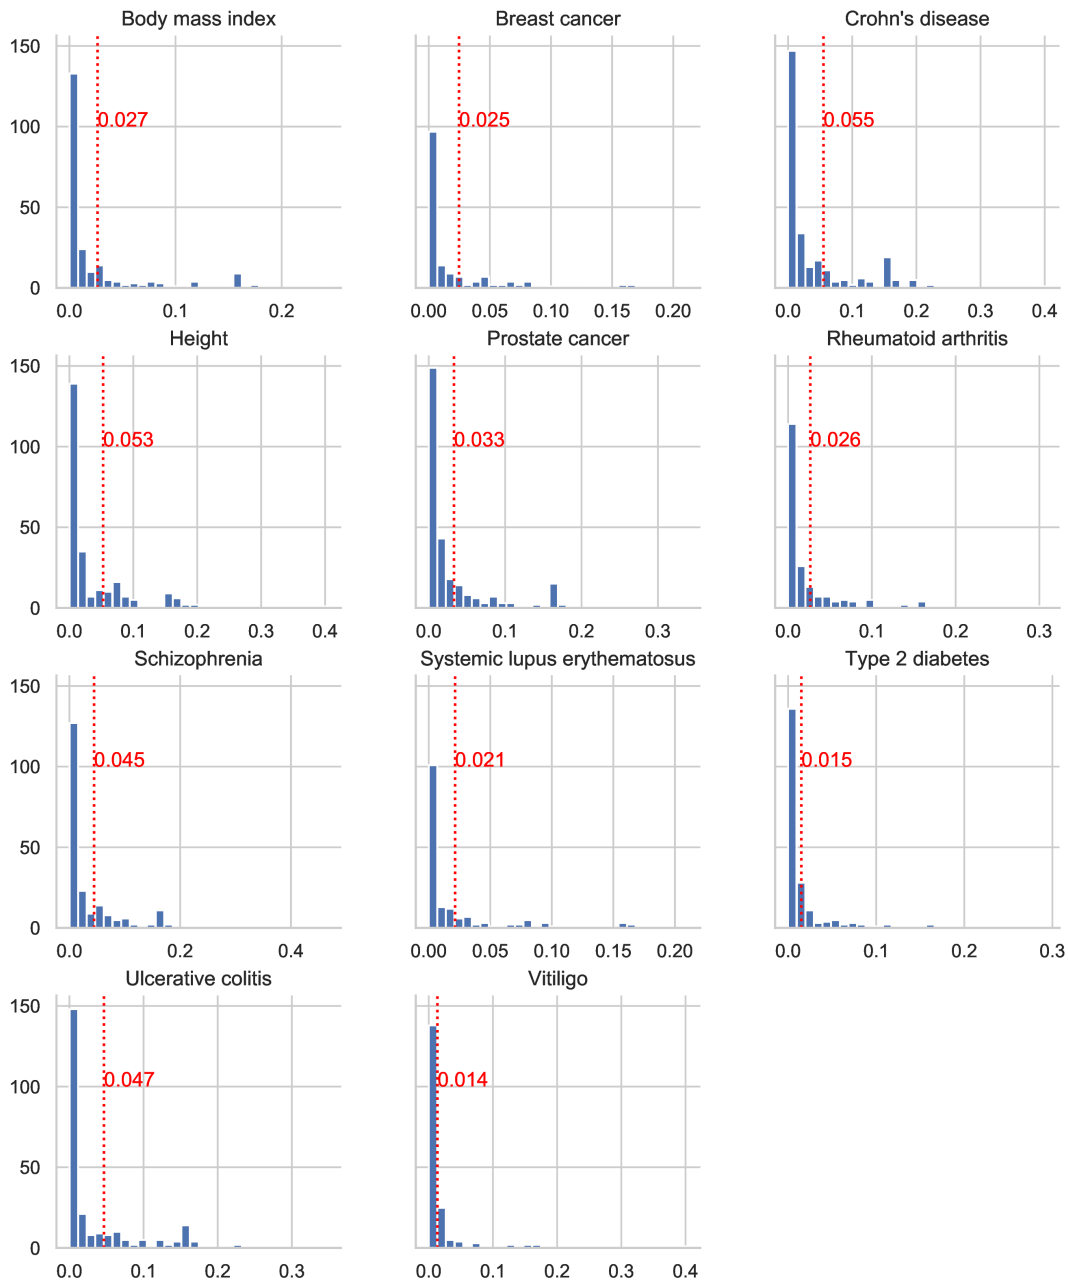 Body mass index Breast cancer Crohn's disease
150
100 0.027 0.025 0.055
50
0
0.0 0.1 0.2 0.00 0.05 0.10 0.15 0.20 0.0 0.1 0.2 0.3 0.4
Height Prostate cancer Rheumatoid arthritis
150
100 0.053 0.033 0.026
50
0
0.0 0.1 0.2 0.3 0.4 0.0 0.1 0.2 0.3 0.0 0.1 0.2 0.3
Schizophrenia Systemic lupus erythematosus Type 2 diabetes
150
100 0.045 0.021 0.015
50
0
0.0 0.2 0.4 0.00 0.05 0.10 0.15 0.20 0.0 0.1 0.2 0.3
Ulcerative colitis Vitiligo
150
100 0.047 0.014
50
0
0.0 0.1 0.2 0.3 0.0 0.1 0.2 0.3 0.4